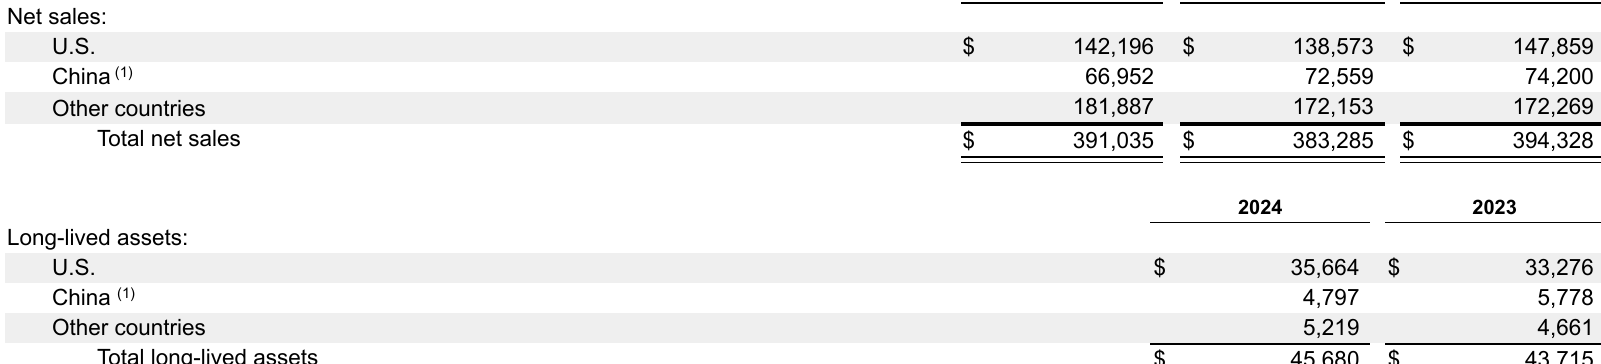 Net sales:
U.S. $ 142,196 $ 138,573 $ 147,859
China (1) 66,952 72,559 74,200
Other countries 181,887 172,153 172,269
Total net sales $ 391,035 $ 383,285 $ 394,328
2024 2023
Long-lived assets:
U.S. $ 35,664 $ 33,276
China (1) 4,797 5,778
Other countries 5,219 4,661
Total long-lived assets $ 45,680 $ 43,715